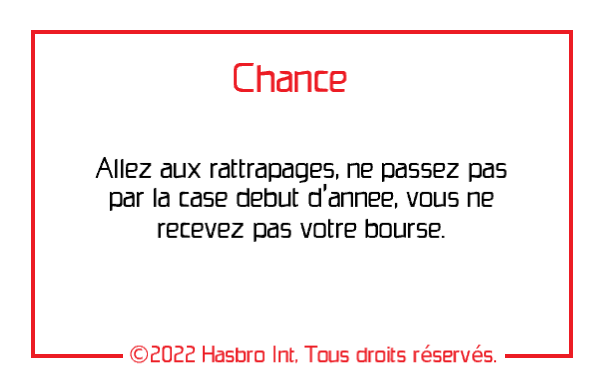 Chance
Allez aux rattrapages, ne passez pas
par la case debut d'annee, vous ne
recevez pas votre bourse.
©2022 Hasbro Int. Tous droits réservés.